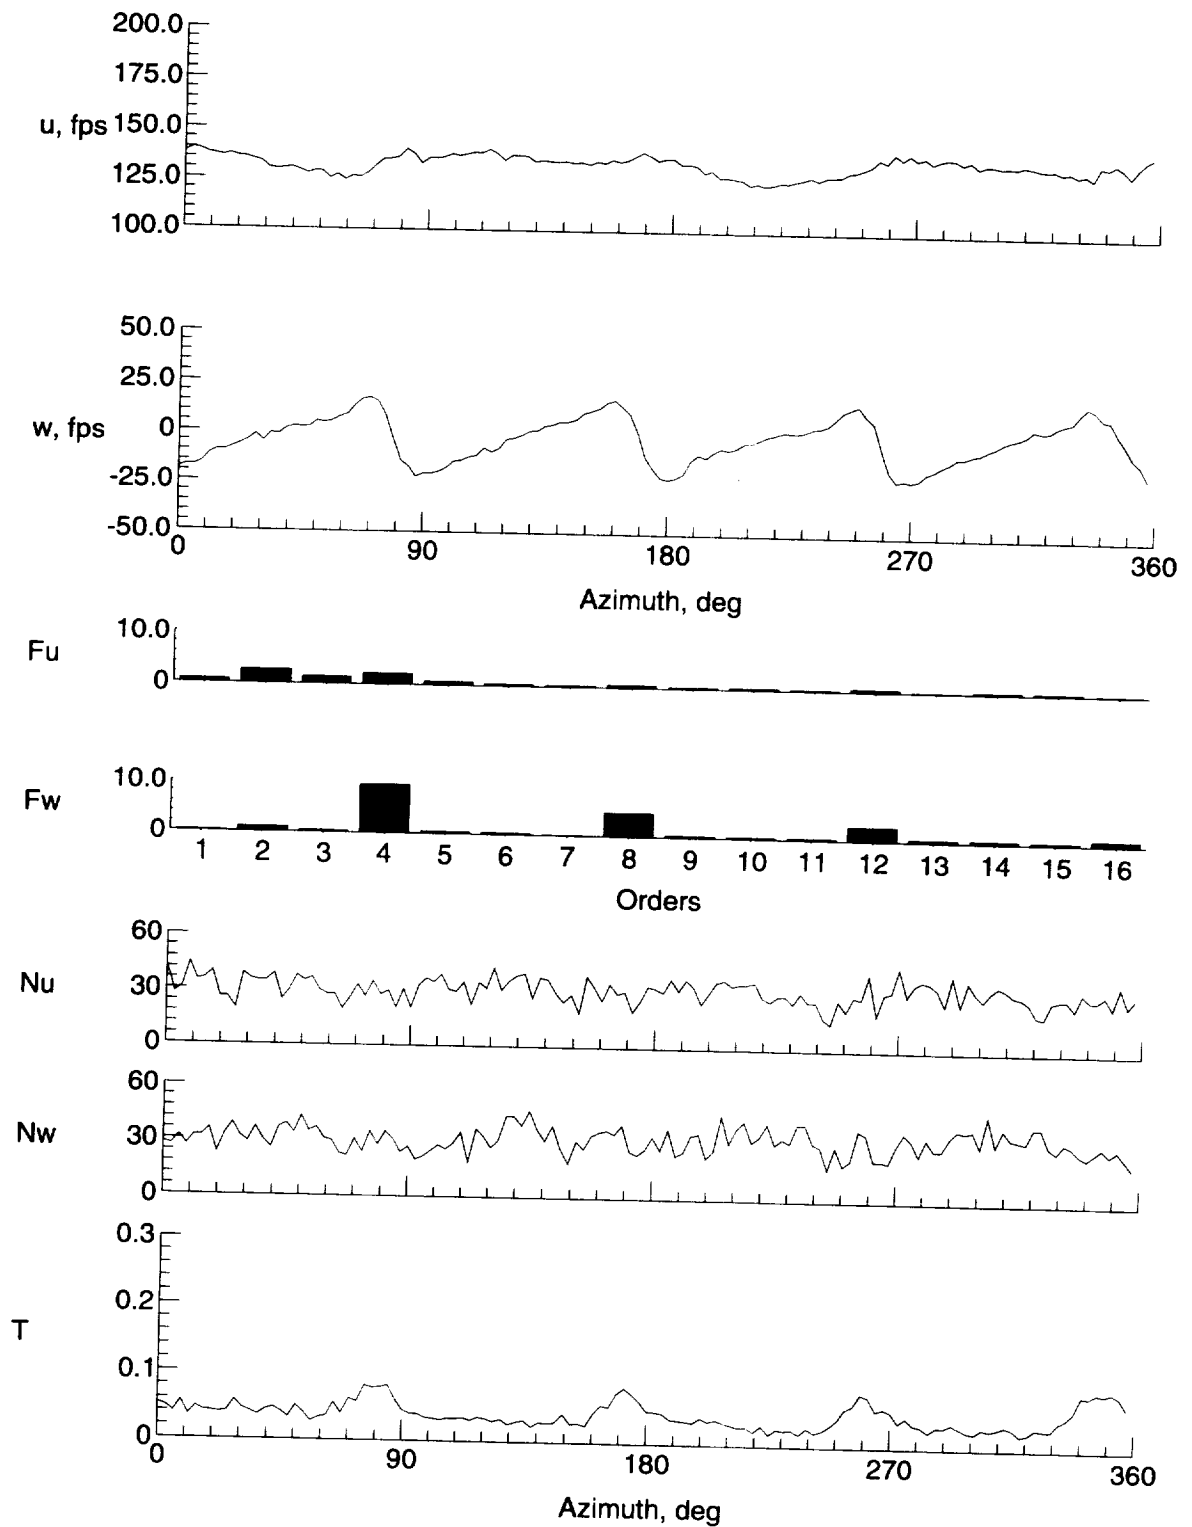 200.0
175.0
u, fps 150.0
125.0
100.0
50.0
25.0
w, fps 0
-25.0
-50.0
0 90 180 270 360
Azimuth, deg
Fu 10.0
0
Fw 10.0
0
1 2 3 4 5 6 7 8 9 10 11 12 13 14 15 16
Orders
60
Nu 30
0
60
Nw 30
0
0.3
0.2
T
0.1
0
0 90 180 270 360
Azimuth, deg